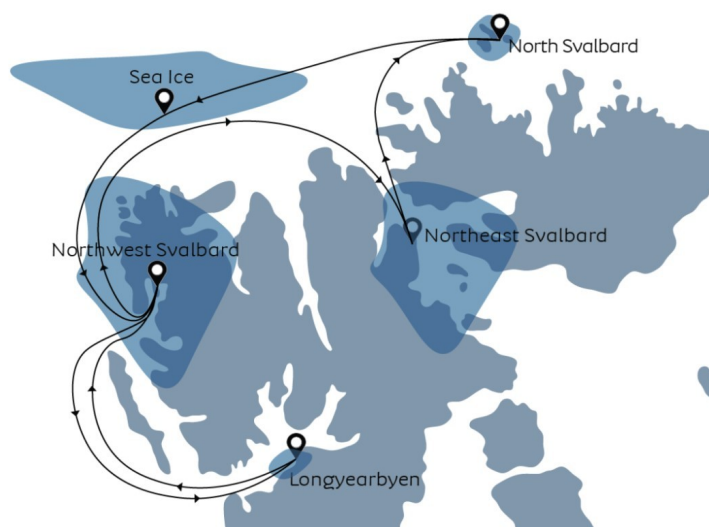 North Svalbard
Sea Ice
Northeast Svalbard
Northwest Svalbard
Longyearbyen